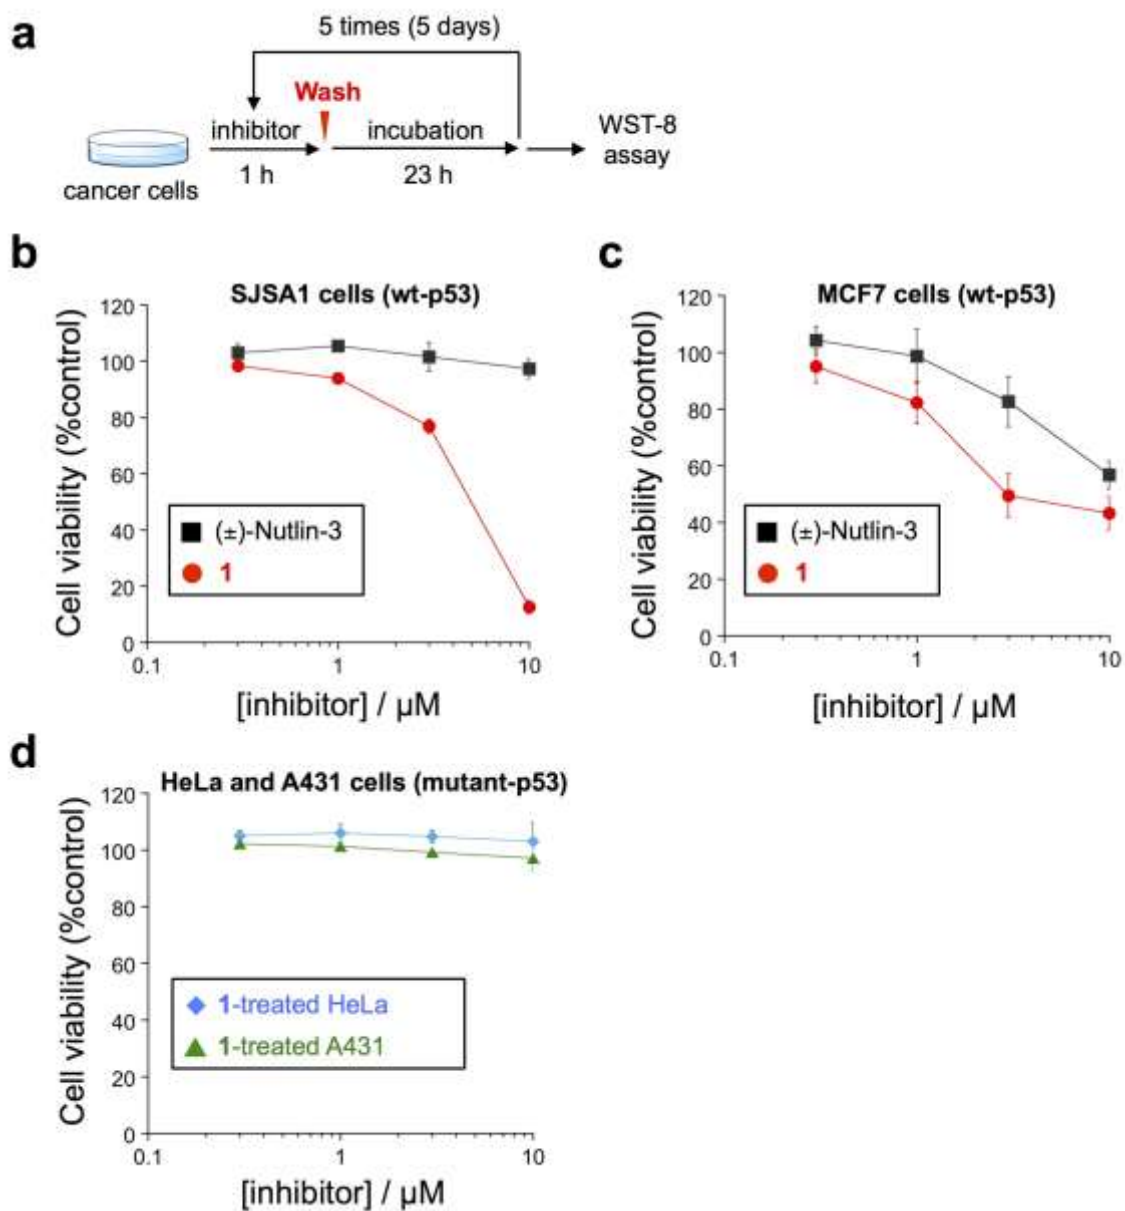 a
5 times (5 days)
Wash
inhibitor
incubation
1 h
23 h
cancer cells
WST-8
assay
b
SJSA1 cells (wt-p53)
Cell viability (%control)
120
100
80
60
40
20
0
(±)-Nutlin-3
1
0.1
1
10
[inhibitor] / μM
c
MCF7 cells (wt-p53)
Cell viability (%control)
120
100
80
60
40
20
0
(±)-Nutlin-3
1
0.1
1
10
[inhibitor] / μM
d
HeLa and A431 cells (mutant-p53)
Cell viability (%control)
120
100
80
60
40
20
0
1-treated HeLa
1-treated A431
0.1
1
10
[inhibitor] / μM